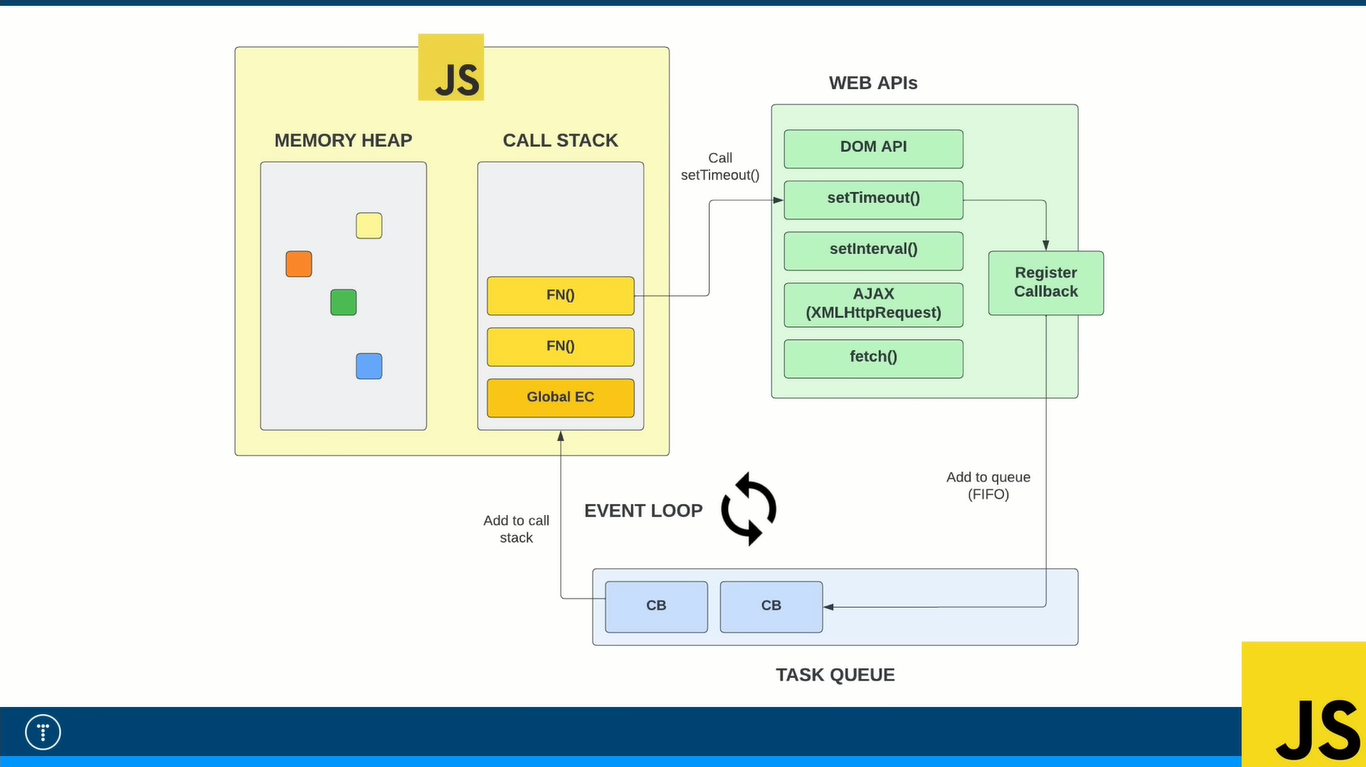 JS
MEMORY HEAP
CALL STACK
FN()
FN()
Global EC
Call
setTimeout()
WEB APIs
DOM API
setTimeout()
setInterval()
AJAX
(XMLHttpRequest)
fetch()
Register
Callback
Add to queue
(FIFO)
Add to call
stack
EVENT LOOP
CB
CB
TASK QUEUE
JS